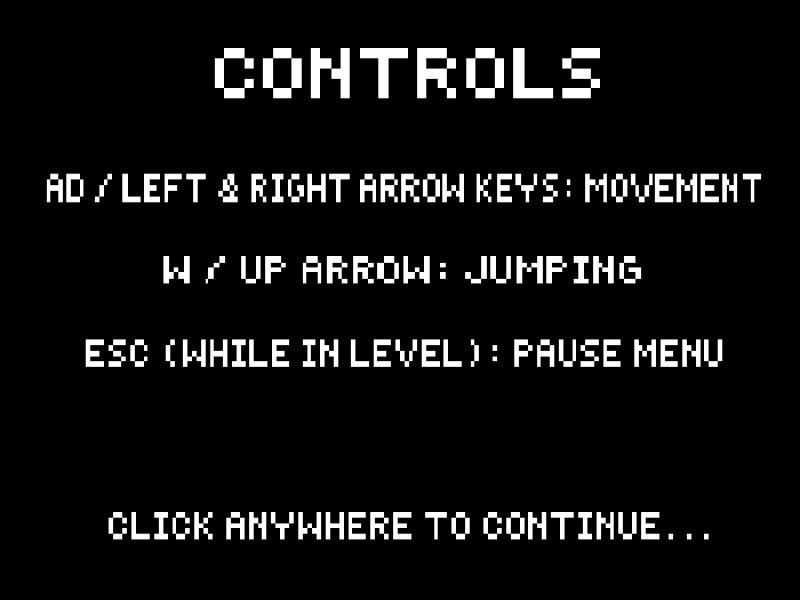 CONTROLS
AD / LEFT & RIGHT ARROW KEYS: MOVEMENT
W / UP ARROW: JUMPING
ESC (WHILE IN LEVEL): PAUSE MENU
CLICK ANYWHERE TO CONTINUE...